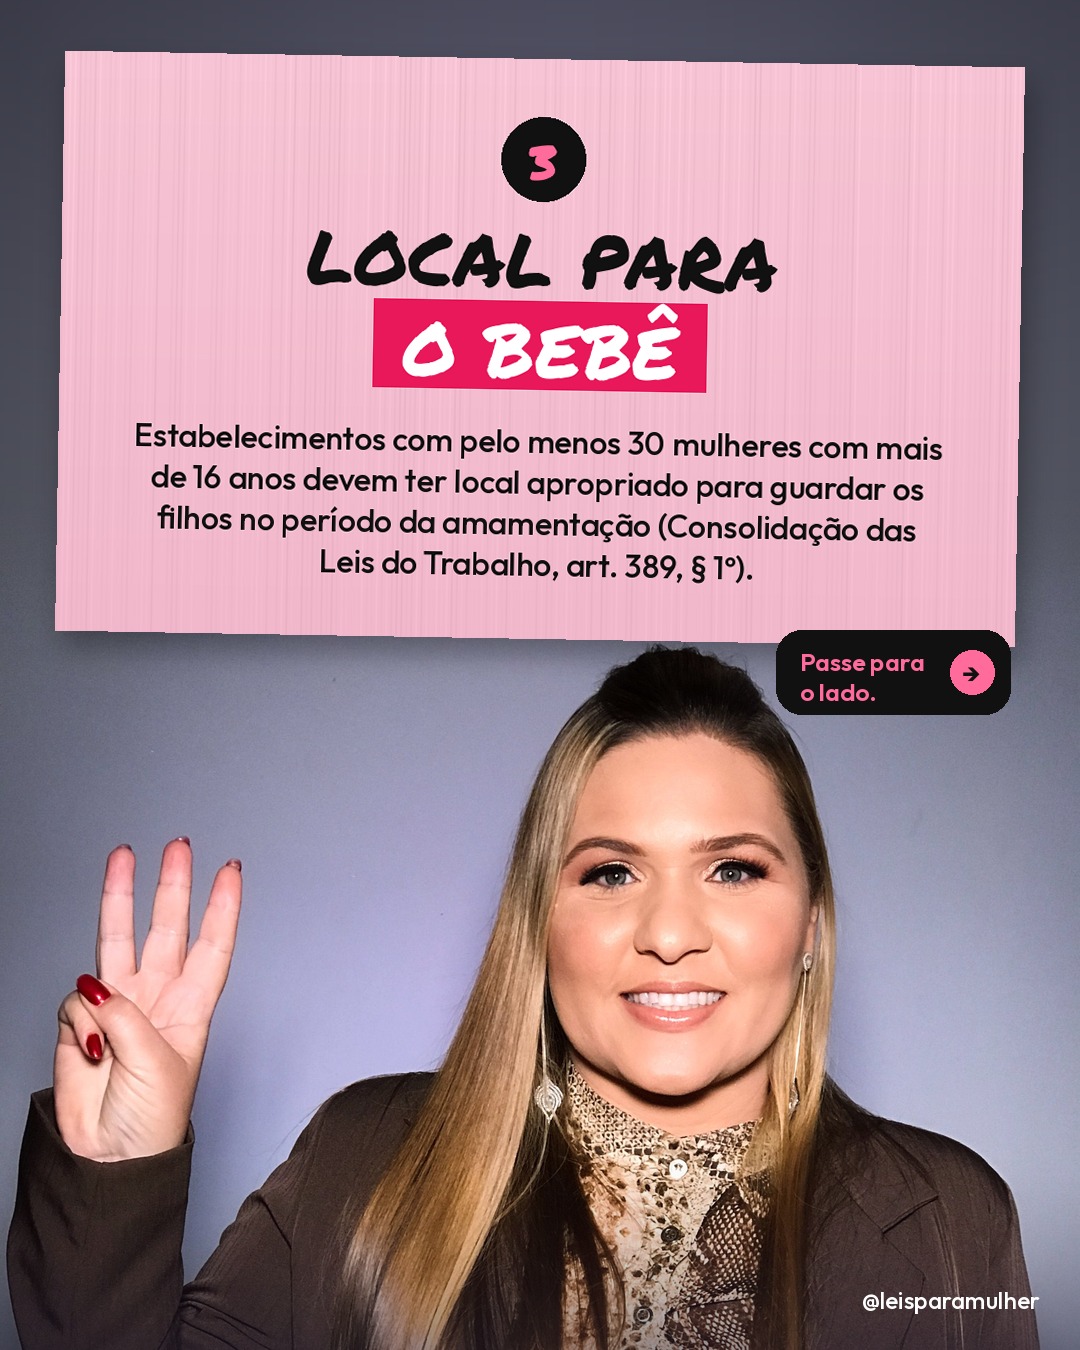 3
LOCAL PARA
O BEBÊ
Estabelecimentos com pelo menos 30 mulheres com mais
de 16 anos devem ter local apropriado para guardar os
filhos no período da amamentação (Consolidação das
Leis do Trabalho, art. 389, § 1º).
Passe para
o lado.
@leisparamulher